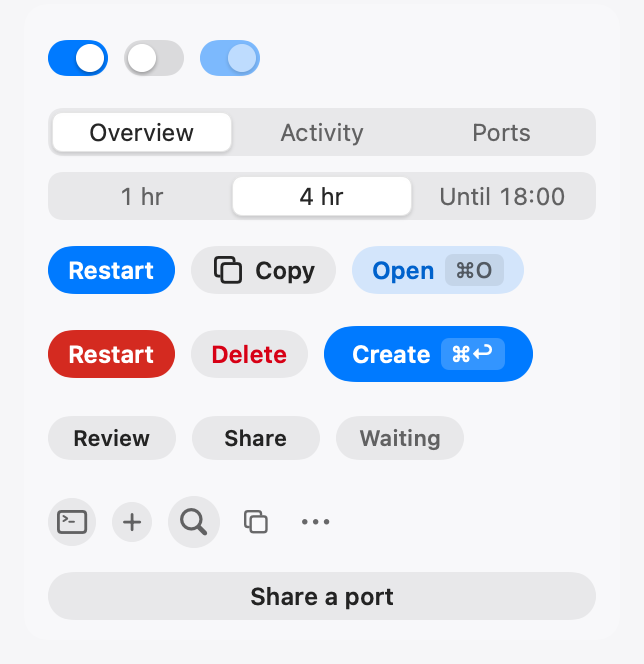 Overview Activity Ports
1 hr 4 hr Until 18:00
Restart Copy Open ⌘O
Restart Delete Create ⌘↩
Review Share Waiting
Share a port